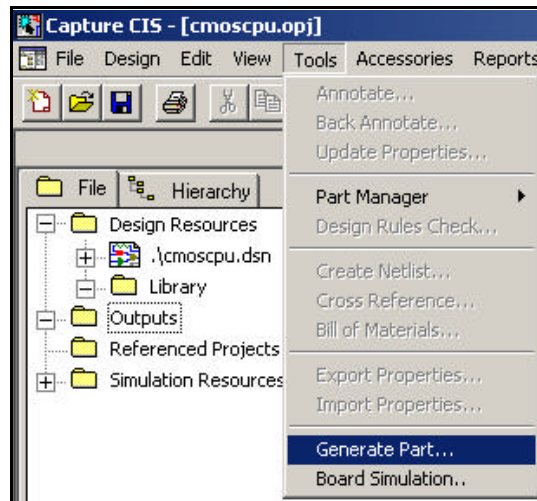 Capture CIS - [cmoscpu.opj]
File Design Edit View Tools Accessories Reports
Annotate...
Back Annotate...
Update Properties...
File Hierarchy
Part Manager
Design Resources
Design Rules Check...
.\cmoscpu.dsn
Create Netlist...
Library
Cross Reference...
Outputs
Bill of Materials...
Referenced Projects
Simulation Resources
Export Properties...
Import Properties...
Generate Part...
Board Simulation..